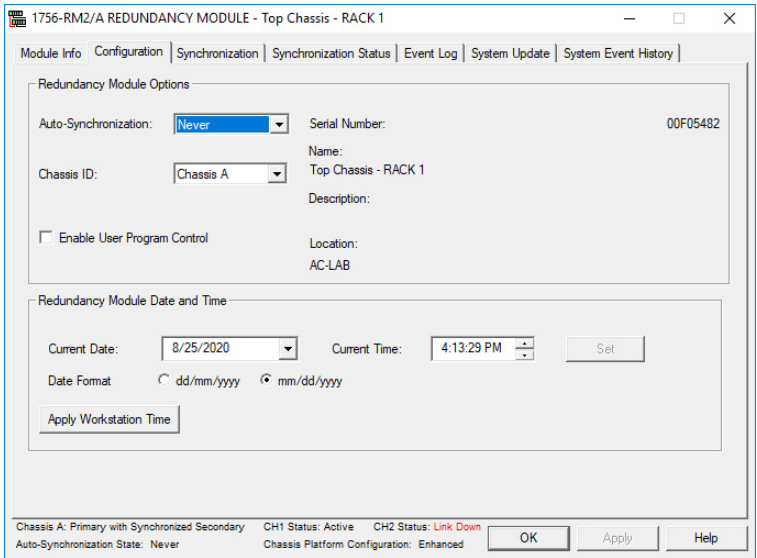 1756-RM2/A REDUNDANCY MODULE - Top Chassis - RACK 1
Module Info Configuration Synchronization Synchronization Status Event Log System Update System Event History
Redundancy Module Options
Auto-Synchronization: Never Serial Number: 00F05482
Name:
Chassis ID: Chassis A Top Chassis - RACK 1
Description:
Enable User Program Control Location:
AC-LAB
Redundancy Module Date and Time
Current Date: 8/25/2020 Current Time: 4:13:29 PM Set
Date Format dd/mm/yyyy mm/dd/yyyy
Apply Workstation Time
Chassis A: Primary with Synchronized Secondary CH1 Status: Active CH2 Status: Link Down
Auto-Synchronization State: Never Chassis Platform Configuration: Enhanced
OK Apply Help